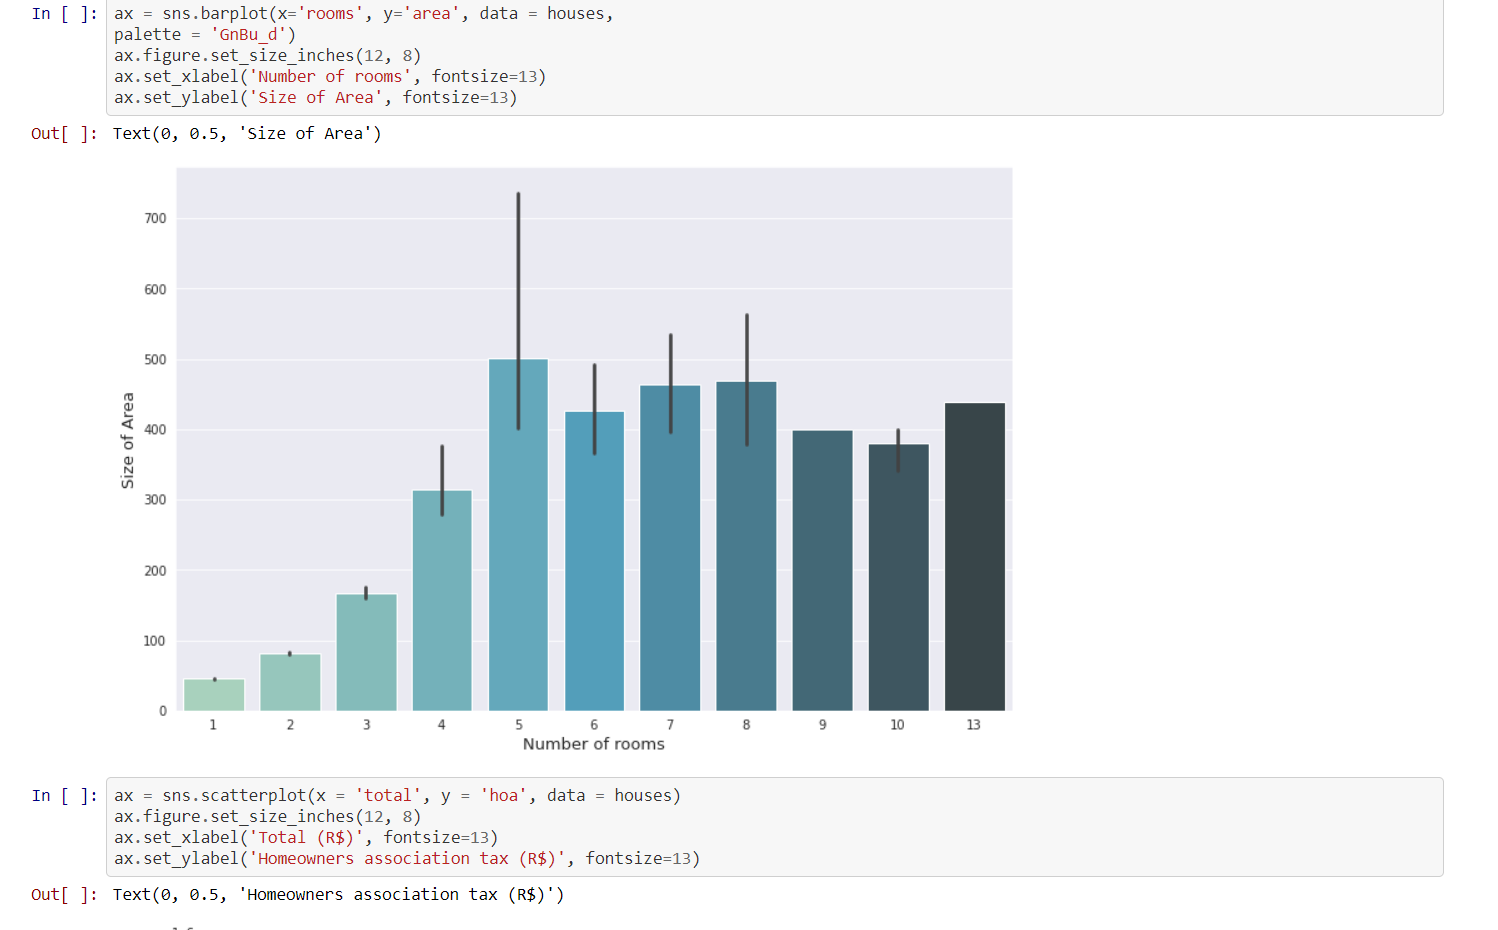 In [ ]: ax = sns.barplot(x='rooms', y='area', data = houses,
palette = 'GnBu_d')
ax.figure.set_size_inches(12, 8)
ax.set_xlabel('Number of rooms', fontsize=13)
ax.set_ylabel('Size of Area', fontsize=13)
Out[ ]: Text(0, 0.5, 'Size of Area')
700
600
500
400
300
200
100
0
Size of Area
1 2 3 4 5 6 7 8 9 10 13
Number of rooms
In [ ]: ax = sns.scatterplot(x = 'total', y = 'hoa', data = houses)
ax.figure.set_size_inches(12, 8)
ax.set_xlabel('Total (R$)', fontsize=13)
ax.set_ylabel('Homeowners association tax (R$)', fontsize=13)
Out[ ]: Text(0, 0.5, 'Homeowners association tax (R$)')